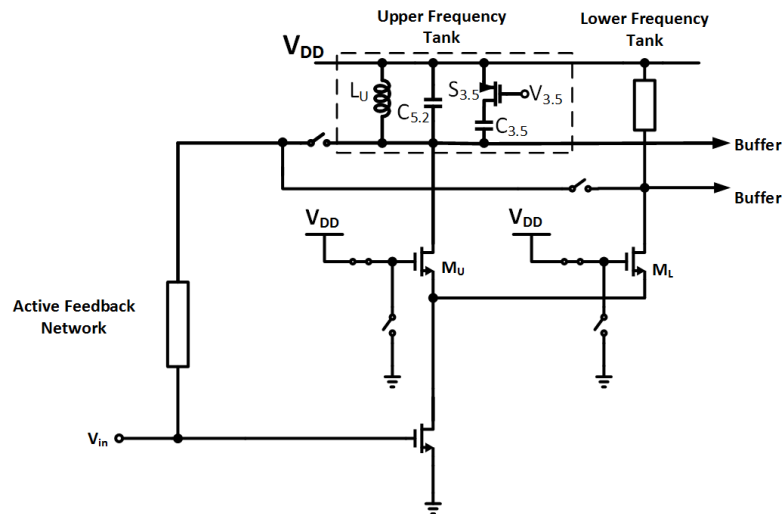 Upper Frequency
Tank
Lower Frequency
Tank
VDD
LU
C5.2
S3.5
V3.5
C3.5
Buffer
Buffer
VDD
VDD
MU
ML
Active Feedback
Network
Vin